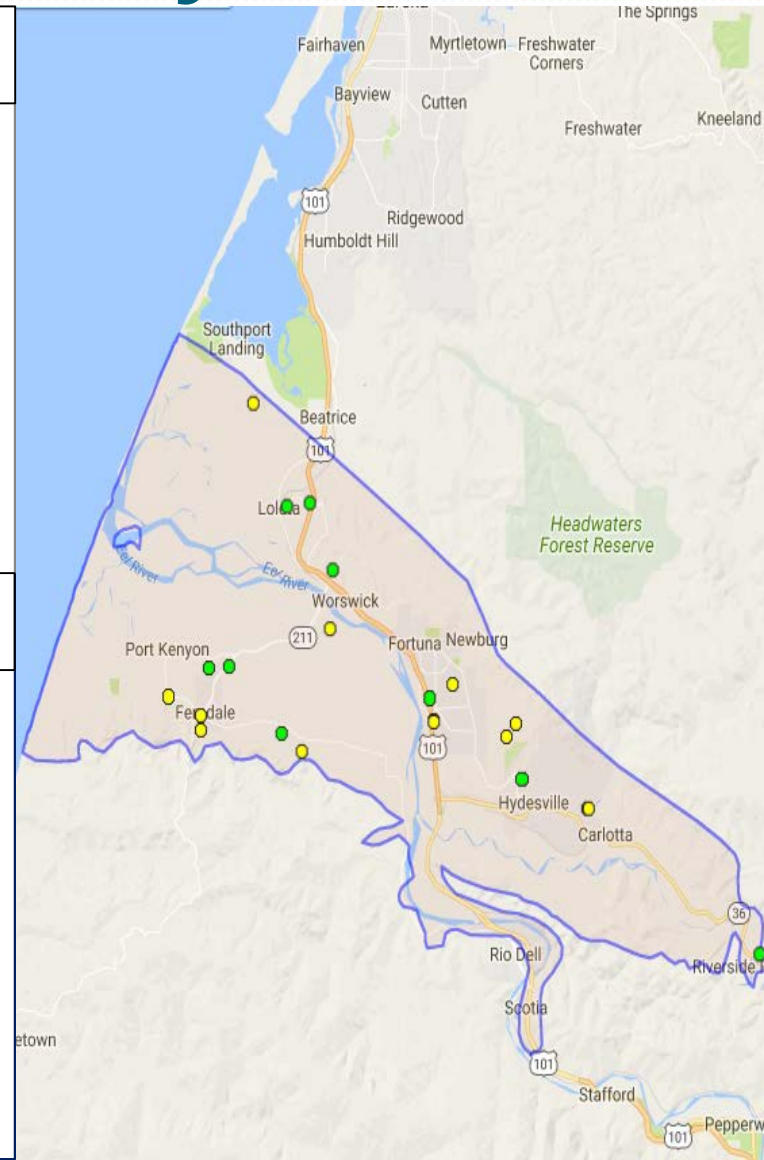 The Springs
Fairhaven
Myrtletown
Freshwater
Corners
Bayview
Cutten
Kneeland
Freshwater
101
Ridgewood
Humboldt Hill
Southport
Landing
Beatrice
101
Loleta
Headwaters
Forest Reserve
Eel River
Eel River
Worswick
211
Fortuna
Newburg
Port Kenyon
Ferndale
101
Hydesville
Carlotta
36
Rio Dell
Riverside
Scotia
etown
101
Stafford
Pepperw
101